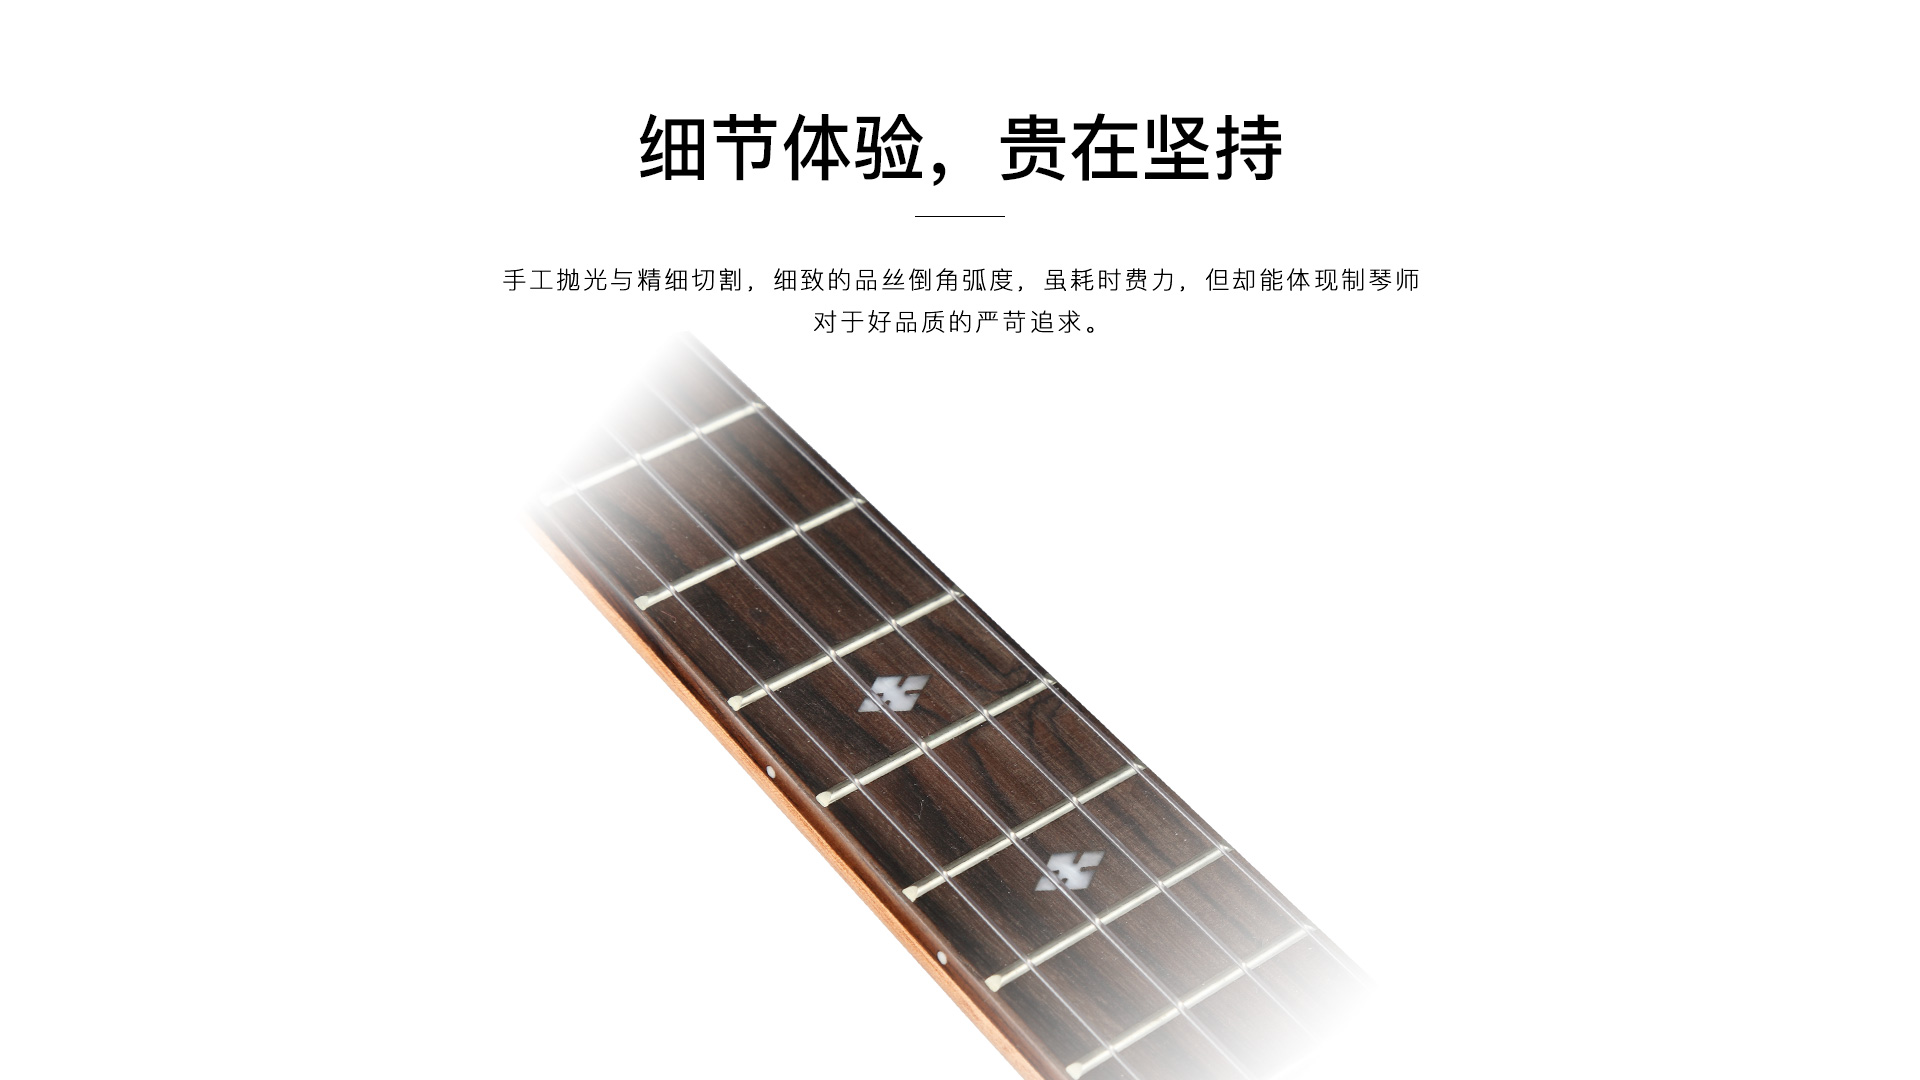 细节体验，贵在坚持
手工抛光与精细切割，细致的品丝倒角弧度，虽耗时费力，但却能体现制琴师
对于好品质的严苛追求。